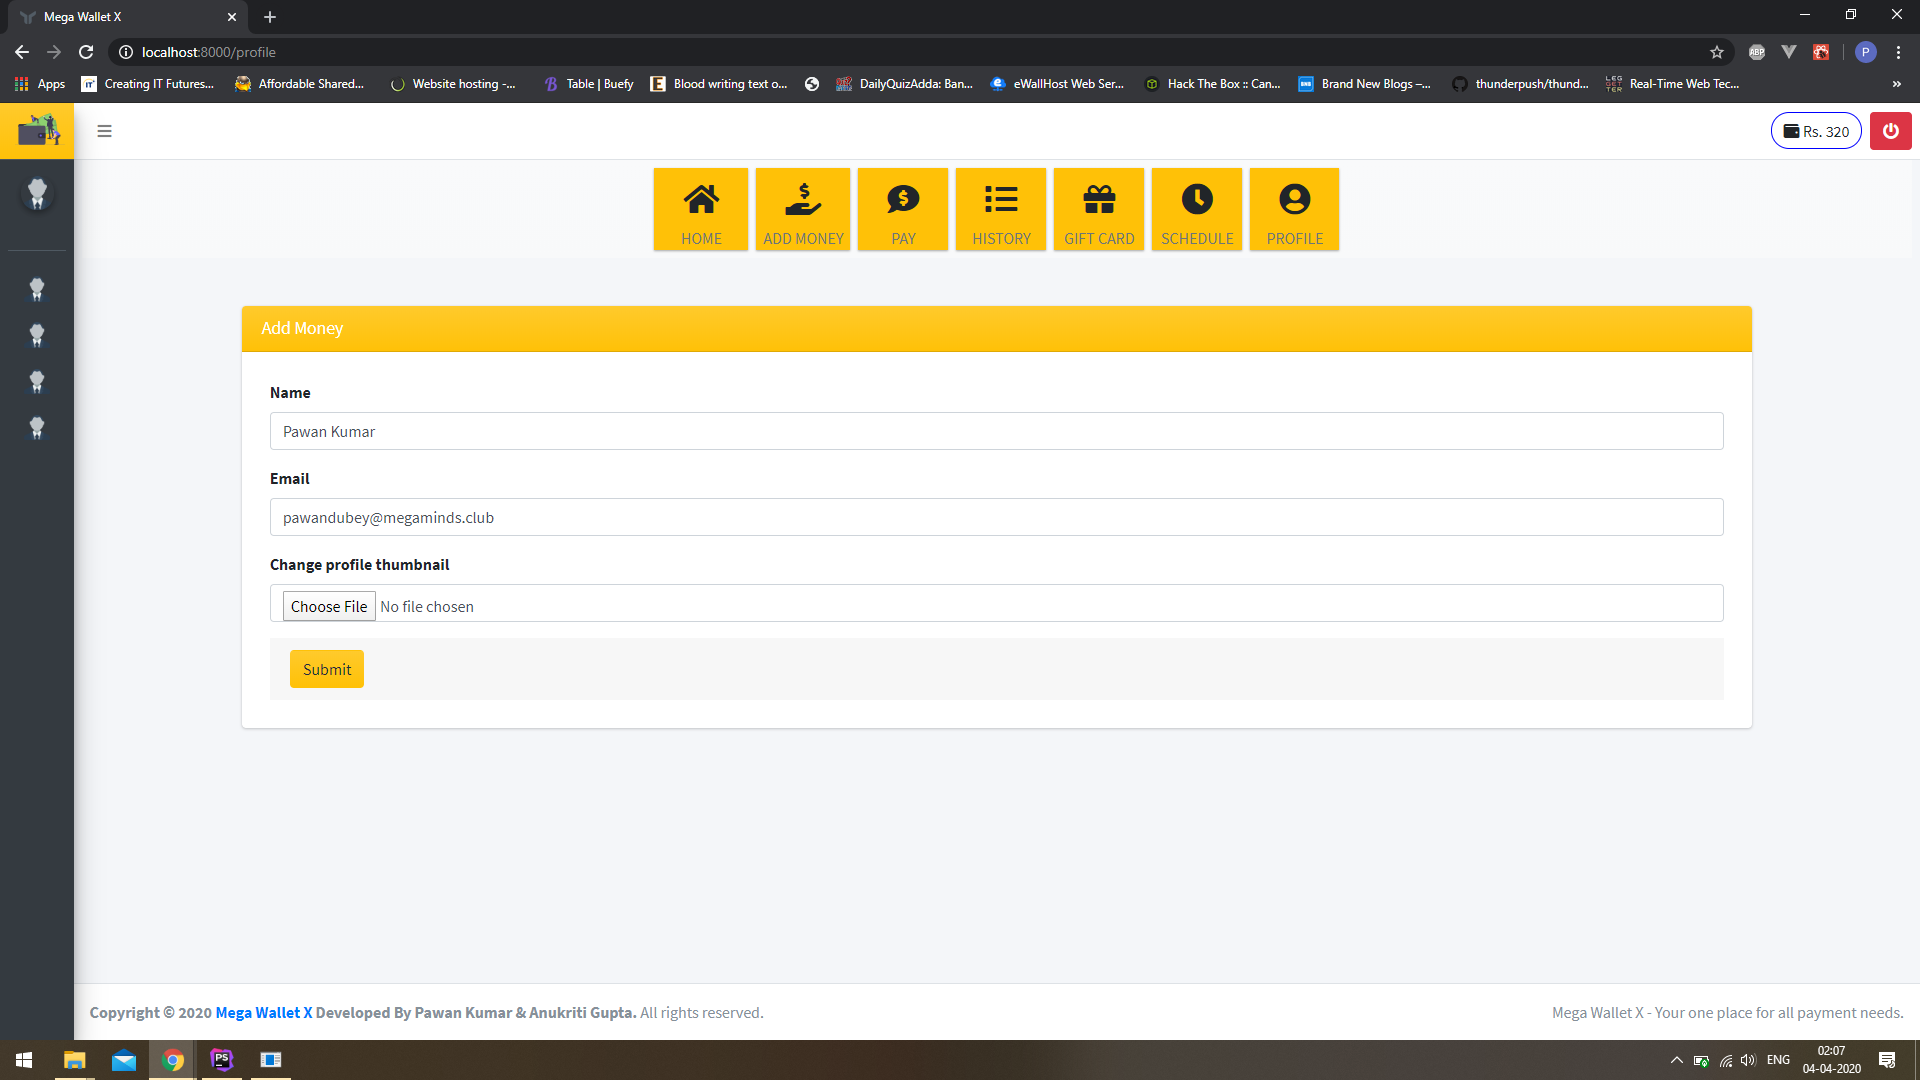 Mega Wallet X
localhost:8000/profile
ABP
P
Apps
Creating IT Futures...
Affordable Shared...
Website hosting -...
Table | Buefy
Blood writing text o...
DailyQuizAdda: Ban...
eWallHost Web Ser...
Hack The Box :: Can...
Brand New Blogs –...
thunderpush/thund...
Real-Time Web Tec...
»
Rs. 320
HOME
ADD MONEY
PAY
HISTORY
GIFT CARD
SCHEDULE
PROFILE
Add Money
Name
Pawan Kumar
Email
pawandubey@megaminds.club
Change profile thumbnail
Choose File No file chosen
Submit
Copyright © 2020 Mega Wallet X Developed By Pawan Kumar & Anukriti Gupta. All rights reserved.
Mega Wallet X - Your one place for all payment needs.
PS
ENG
02:07
04-04-2020